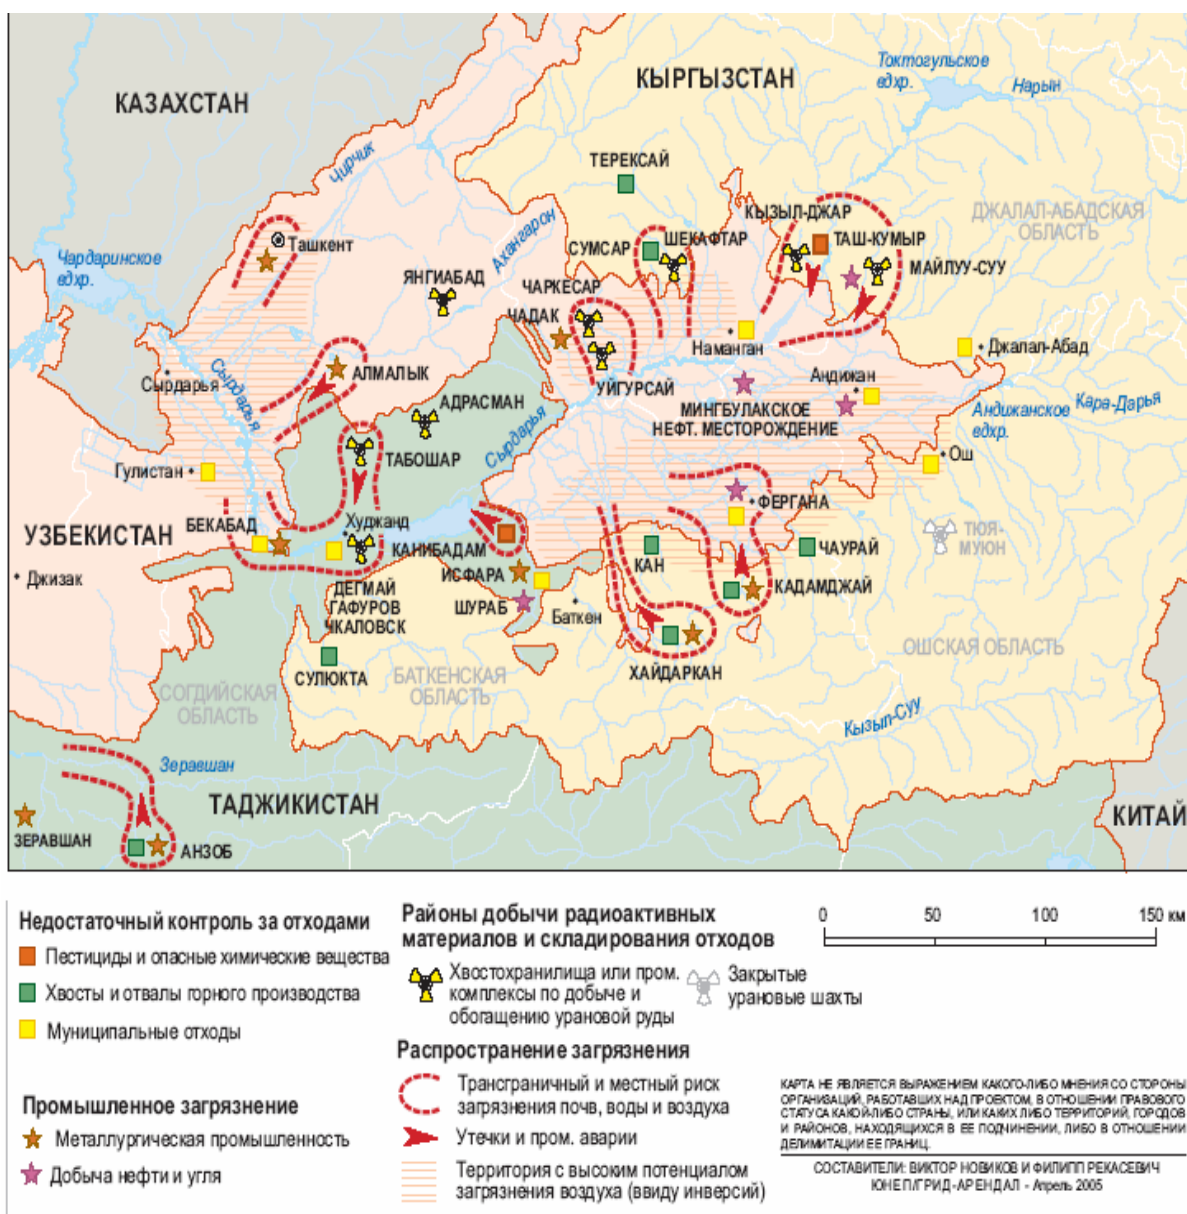 КАЗАХСТАН
КЫРГЫЗСТАН
Токтогульское
вдхр.
Нарын
Чирчик
ТЕРЕКСАЙ
КЫЗЫЛ-ДЖАР
ДЖАЛАЛ-АБАДСКАЯ
ОБЛАСТЬ
Ташкент
Чардаринское
вдхр.
Ахангарон
СУМСАР
ШЕКАФТАР
ТАШ-КУМЫР
МАЙЛУУ-СУУ
ЯНГИАБАД
ЧАРКЕСАР
ЧАДАК
Наманган
Джалал-Абад
Сырдарья
Сырдарья
АЛМАЛЫК
УЙГУРСАЙ
Андижан
АДРАСМАН
Сырдарья
МИНГБУЛАКСКОЕ
НЕФТ. МЕСТОРОЖДЕНИЕ
Андижанское
вдхр.
Кара-Дарья
ТАБОШАР
Гулистан
Ош
ФЕРГАНА
УЗБЕКИСТАН
БЕКАБАД
Худжанд
КАНИБАДАМ
ТЮЯ-
МУЮН
ЧАУРАЙ
КАН
Джизак
ДЕГМАЙ
ГАФУРОВ
ЧКАЛОВСК
ИСФАРА
ШУРАБ
Баткен
КАДАМДЖАЙ
СУЛЮКТА
БАТКЕНСКАЯ
ОБЛАСТЬ
ХАЙДАРКАН
ОШСКАЯ ОБЛАСТЬ
СОГДИЙСКАЯ
ОБЛАСТЬ
Кызыл-Суу
Зеравшан
ТАДЖИКИСТАН
КИТАЙ
ЗЕРАВШАН
АНЗОБ
Недостаточный контроль за отходами
Пестициды и опасные химические вещества
Хвосты и отвалы горного производства
Муниципальные отходы
Промышленное загрязнение
Металлургическая промышленность
Добыча нефти и угля
Районы добычи радиоактивных
материалов и складирования отходов
Хвостохранилища или пром.
комплексы по добыче и
обогащению урановой руды
Закрытые
урановые шахты
Распространение загрязнения
Трансграничный и местный риск
загрязнения почв, воды и воздуха
Утечки и пром. аварии
Территория с высоким потенциалом
загрязнения воздуха (ввиду инверсий)
0 50 100 150 км
КАРТА НЕ ЯВЛЯЕТСЯ ВЫРАЖЕНИЕМ КАКОГО-ЛИБО МНЕНИЯ СО СТОРОНЫ
ОРГАНИЗАЦИЙ, РАБОТАВШИХ НАД ПРОЕКТОМ, В ОТНОШЕНИИ ПРАВОВОГО
СТАТУСА КАКОЙ-ЛИБО СТРАНЫ, ИЛИ КАКИХ ЛИБО ТЕРРИТОРИЙ, ГОРОДОВ
И РАЙОНОВ, НАХОДЯЩИХСЯ В ЕЕ ПОДЧИНЕНИИ, ЛИБО В ОТНОШЕНИИ
ДЕЛИМИТАЦИИ ЕЕ ГРАНИЦ.
СОСТАВИТЕЛИ: ВИКТОР НОВИКОВ И ФИЛИПП РЕКАСЕВИЧ
ЮНЕП/ГРИД-АРЕНДАЛ - Апрель 2005